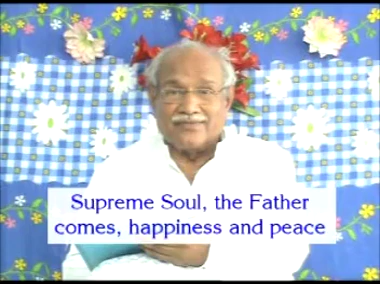 Supreme Soul, the Father
comes, happiness and peace